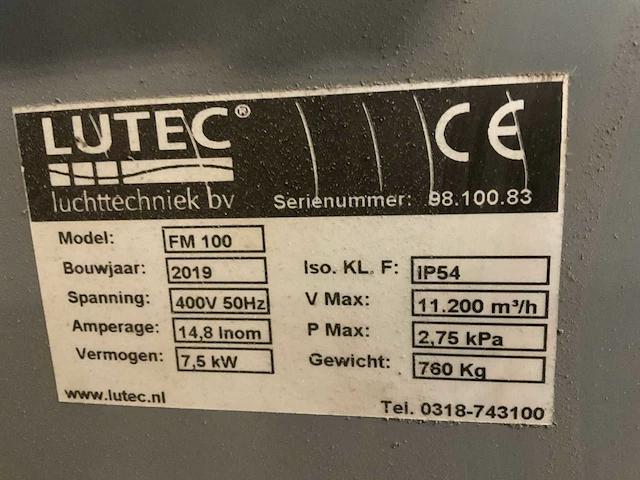 LUTEC®
CE
luchttechniek bv
Serienummer: 98.100.83
Model: FM 100
Bouwjaar: 2019
Spanning: 400V 50Hz
Amperage: 14,8 Inom
Vermogen: 7,5 kW
Iso. KL. F: IP54
V Max: 11.200 m³/h
P Max: 2,75 kPa
Gewicht: 760 Kg
www.lutec.nl
Tel. 0318-743100